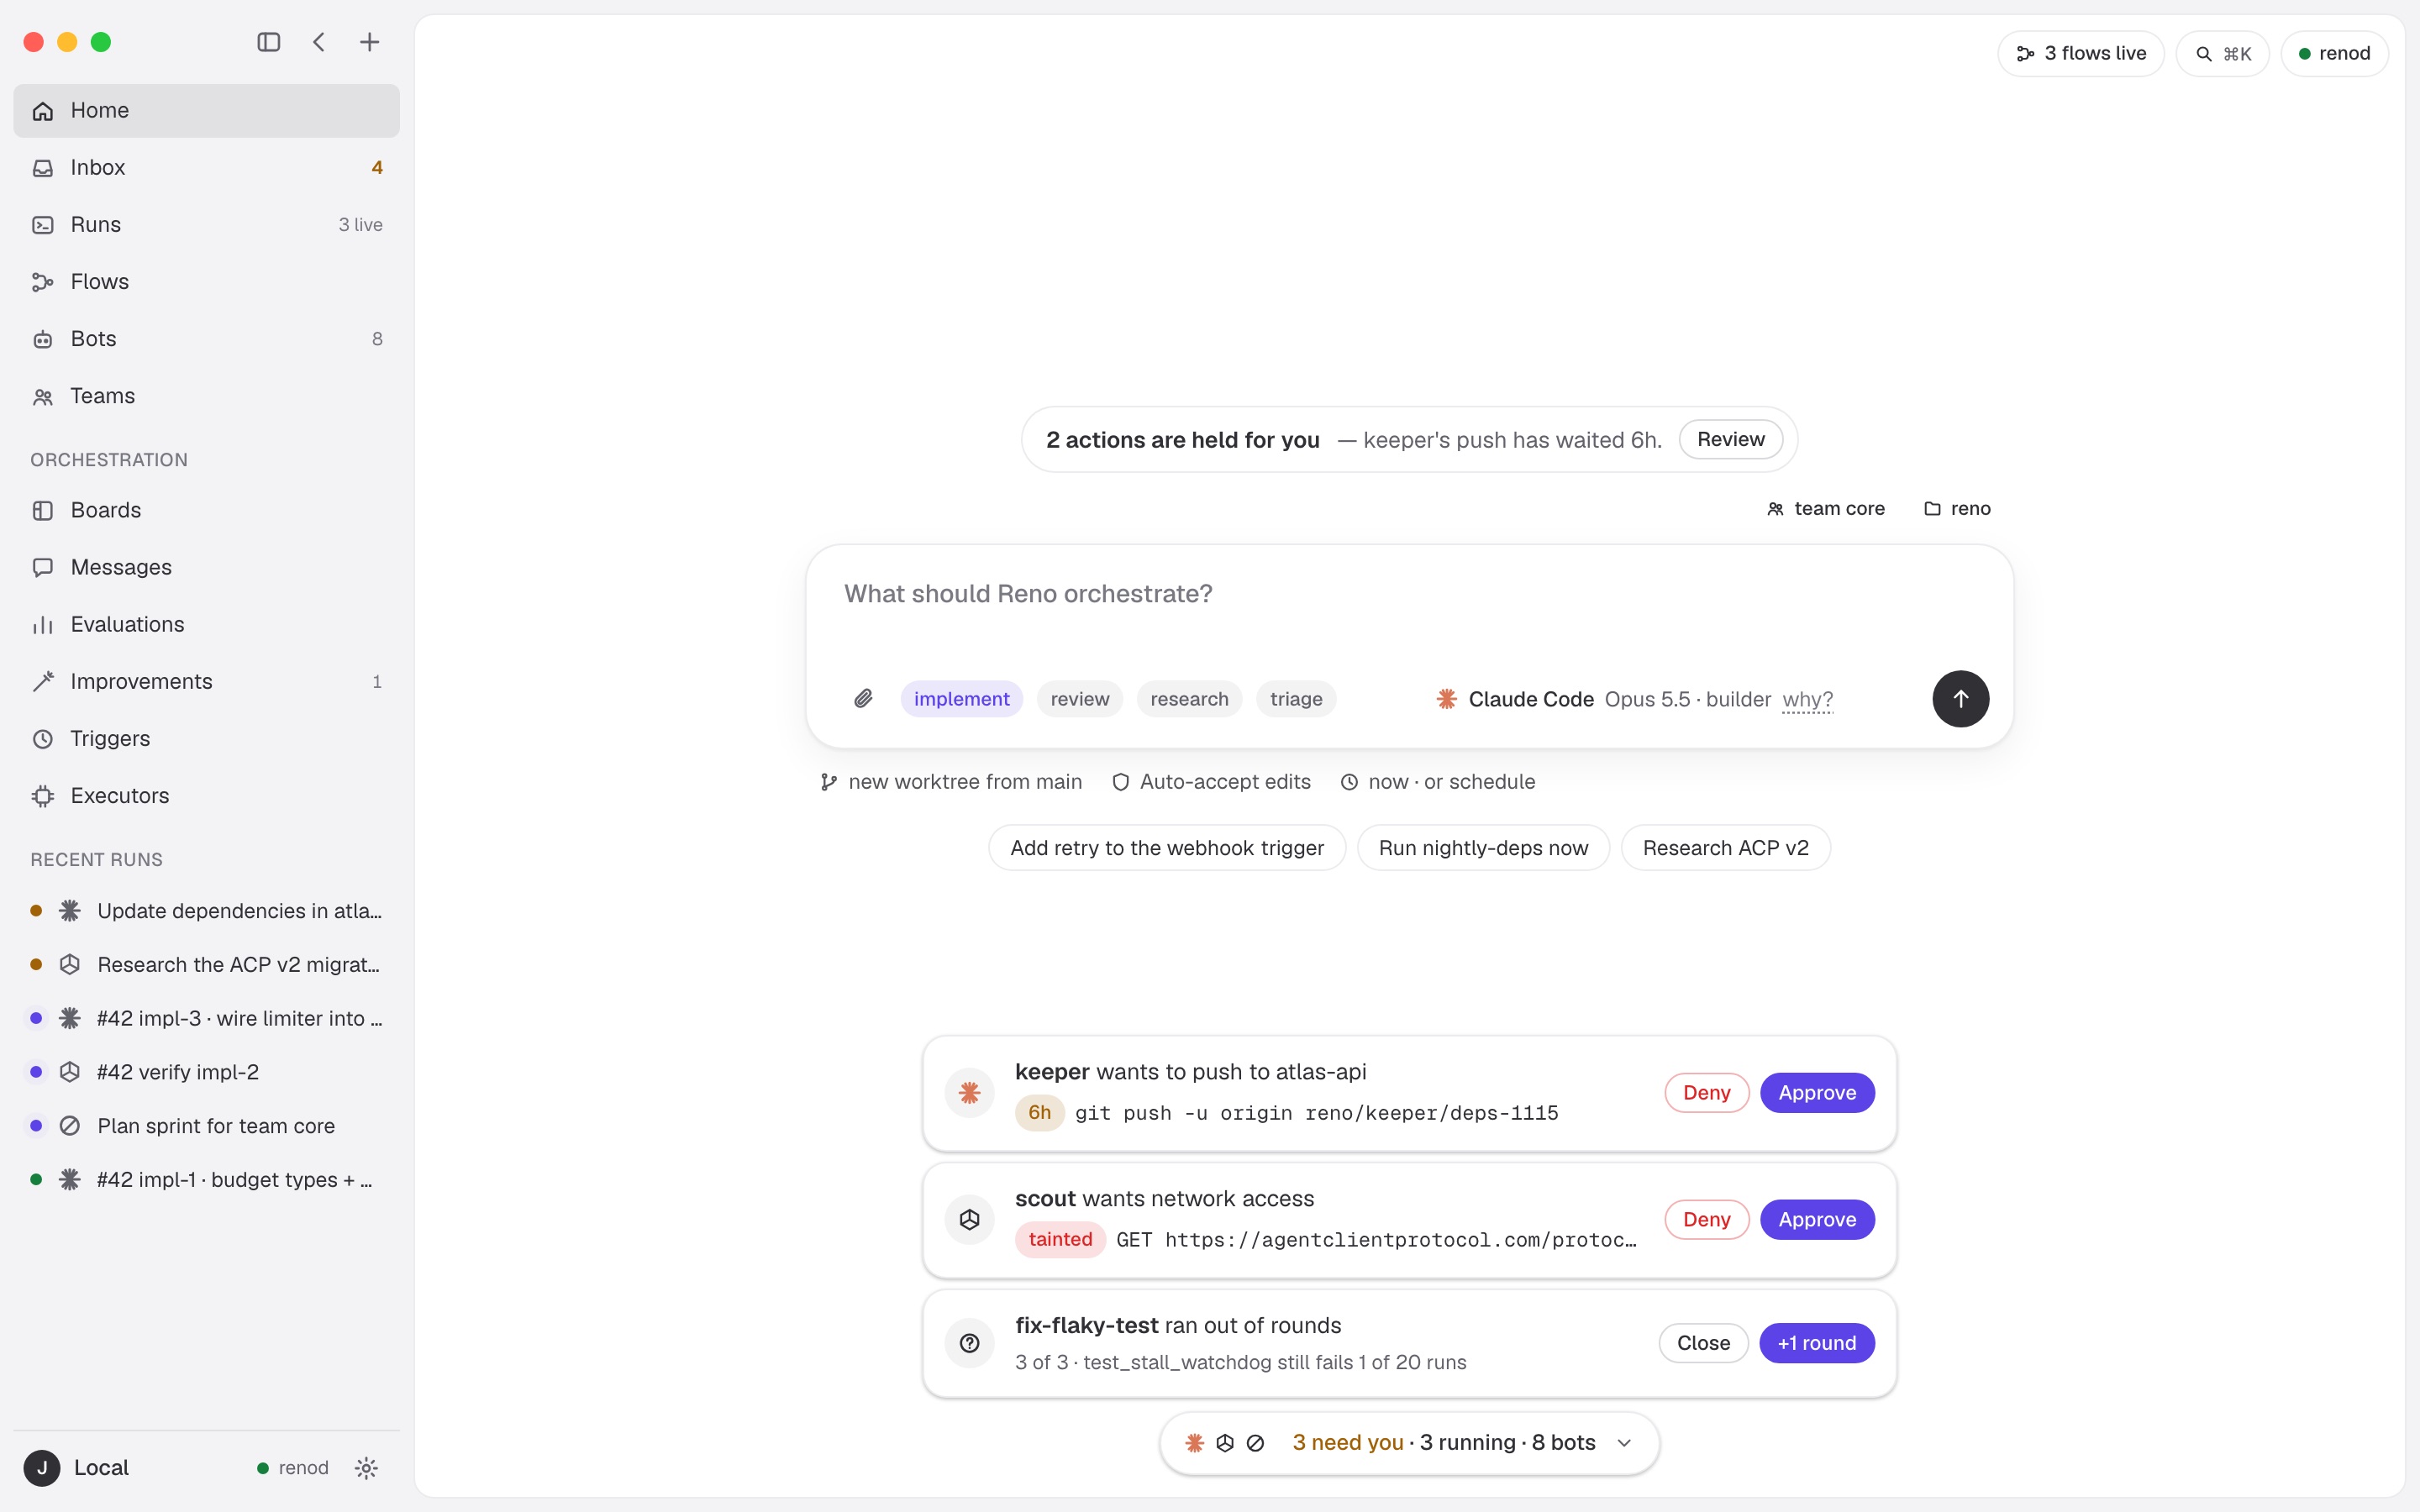 3 flows live
⌘K
renod
Home
Inbox 4
Runs 3 live
Flows
Bots 8
Teams
ORCHESTRATION
Boards
Messages
Evaluations
Improvements 1
Triggers
Executors
RECENT RUNS
Update dependencies in atla...
Research the ACP v2 migrat...
#42 impl-3 · wire limiter into ...
#42 verify impl-2
Plan sprint for team core
#42 impl-1 · budget types + ...
J Local renod
2 actions are held for you — keeper's push has waited 6h. Review
team core reno
What should Reno orchestrate?
implement review research triage Claude Code Opus 5.5 · builder why?
new worktree from main Auto-accept edits now · or schedule
Add retry to the webhook trigger Run nightly-deps now Research ACP v2
keeper wants to push to atlas-api
6h git push -u origin reno/keeper/deps-1115
Deny Approve
scout wants network access
tainted GET https://agentclientprotocol.com/protoc…
Deny Approve
fix-flaky-test ran out of rounds
3 of 3 · test_stall_watchdog still fails 1 of 20 runs
Close +1 round
3 need you · 3 running · 8 bots